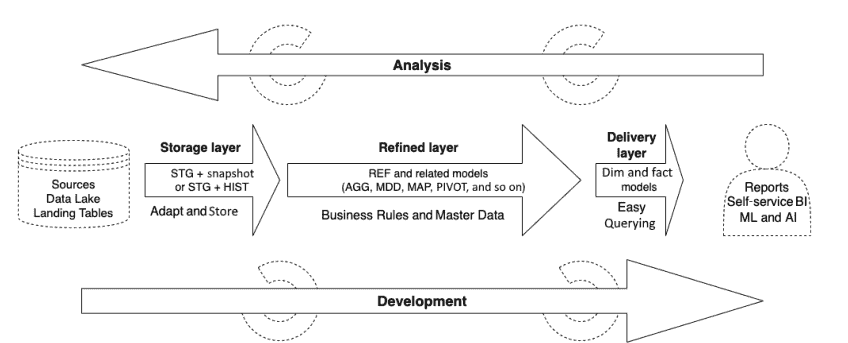 Analysis
Sources
Data Lake
Landing Tables
Storage layer
STG + snapshot
or STG + HIST
Adapt and Store
Refined layer
REF and related models
(AGG, MDD, MAP, PIVOT, and so on)
Business Rules and Master Data
Delivery
layer
Dim and fact
models
Easy
Querying
Reports
Self-service BI
ML and AI
Development